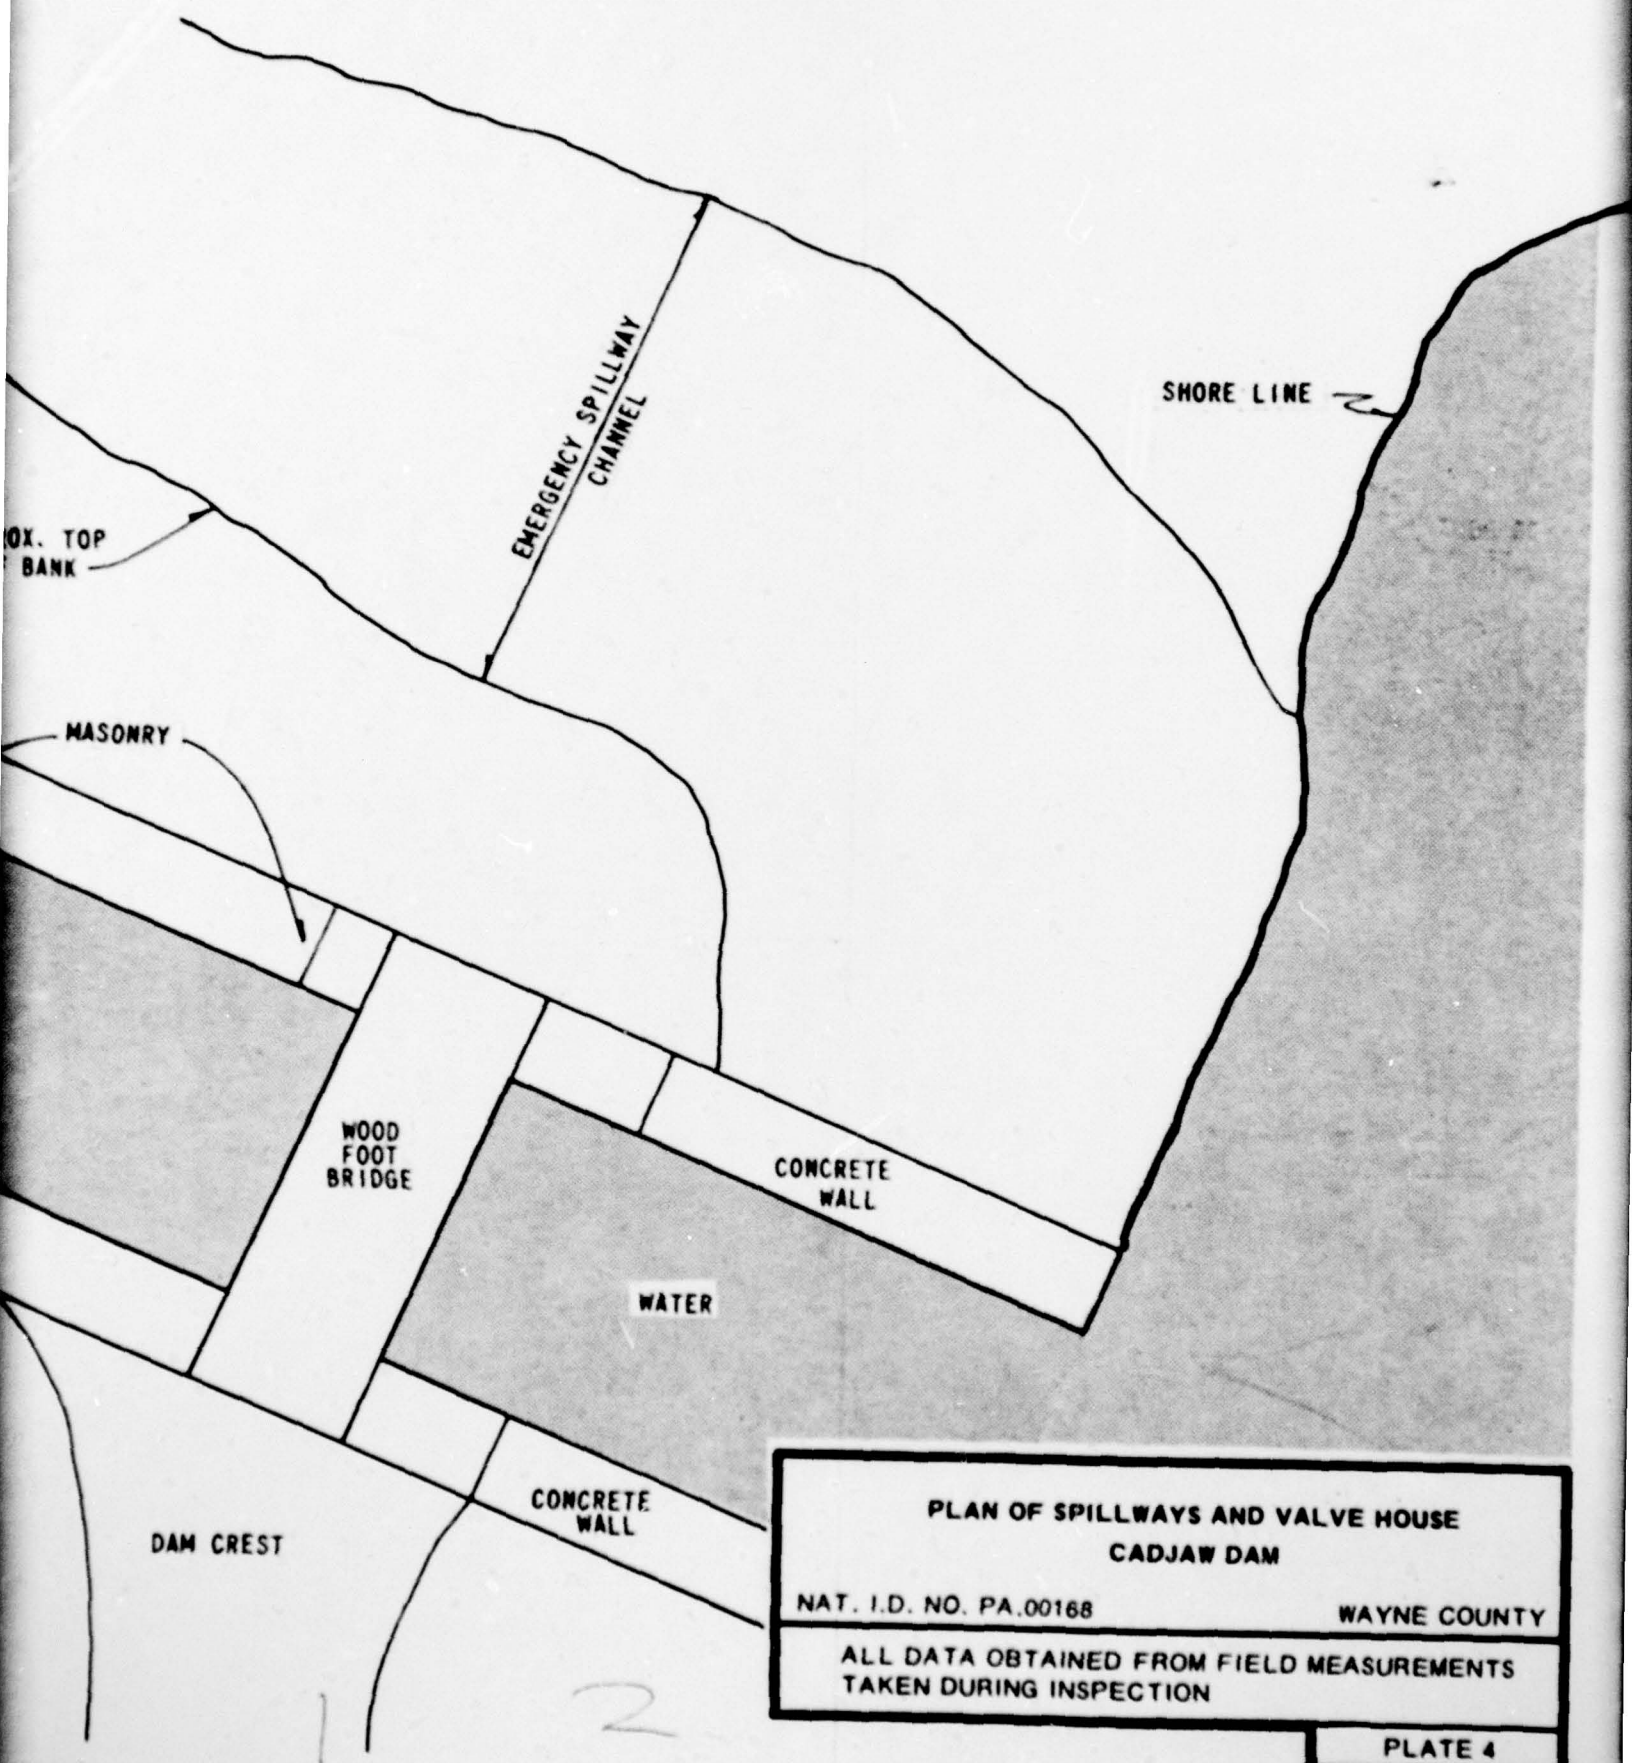 SHORE LINE
EMERGENCY SPILLWAY
CHANNEL
TOP
BANK
MASONRY
WOOD
FOOT
BRIDGE
CONCRETE
WALL
WATER
CONCRETE
WALL
DAM CREST
PLAN OF SPILLWAYS AND VALVE HOUSE
CADJAW DAM
NAT. I.D. NO. PA.00168 WAYNE COUNTY
ALL DATA OBTAINED FROM FIELD MEASUREMENTS
TAKEN DURING INSPECTION
PLATE 4
2